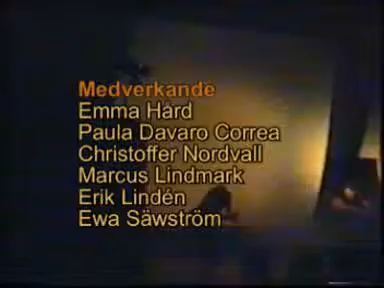 Medverkande
Emma Hård
Paula Davaro Correa
Christoffer Nordvall
Marcus Lindmark
Erik Lindén
Ewa Säwström